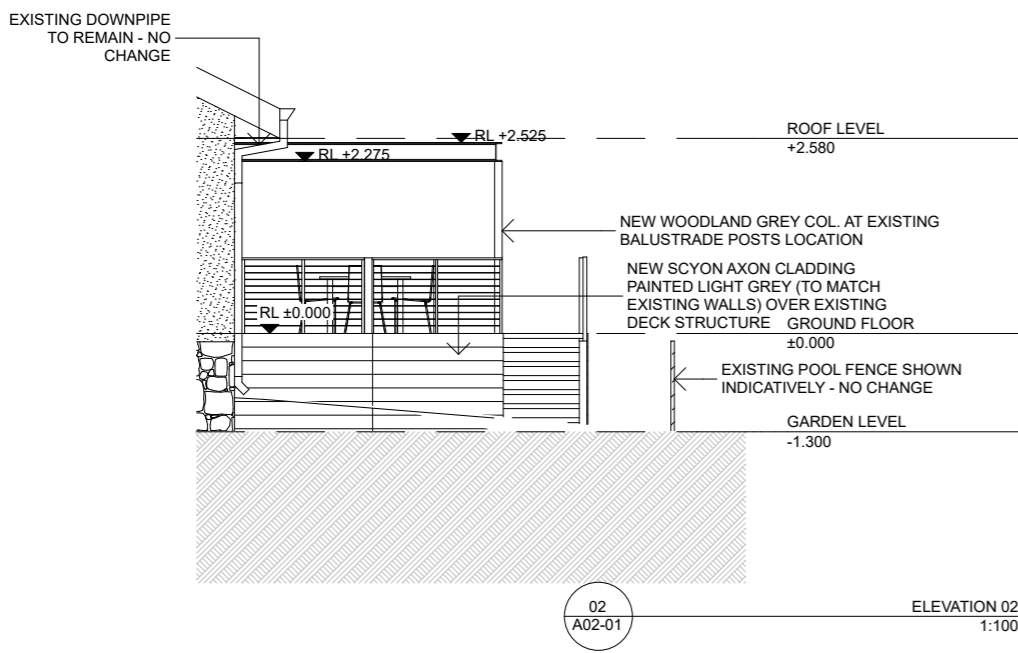 EXISTING DOWNPIPE
TO REMAIN - NO
CHANGE
RL +2.525
RL +2.275
ROOF LEVEL
+2.580
NEW WOODLAND GREY COL. AT EXISTING
BALUSTRADE POSTS LOCATION
NEW SCYON AXON CLADDING
PAINTED LIGHT GREY (TO MATCH
EXISTING WALLS) OVER EXISTING
DECK STRUCTURE
RL ±0.000
GROUND FLOOR
±0.000
EXISTING POOL FENCE SHOWN
INDICATIVELY - NO CHANGE
GARDEN LEVEL
-1.300
02
A02-01
ELEVATION 02
1:100